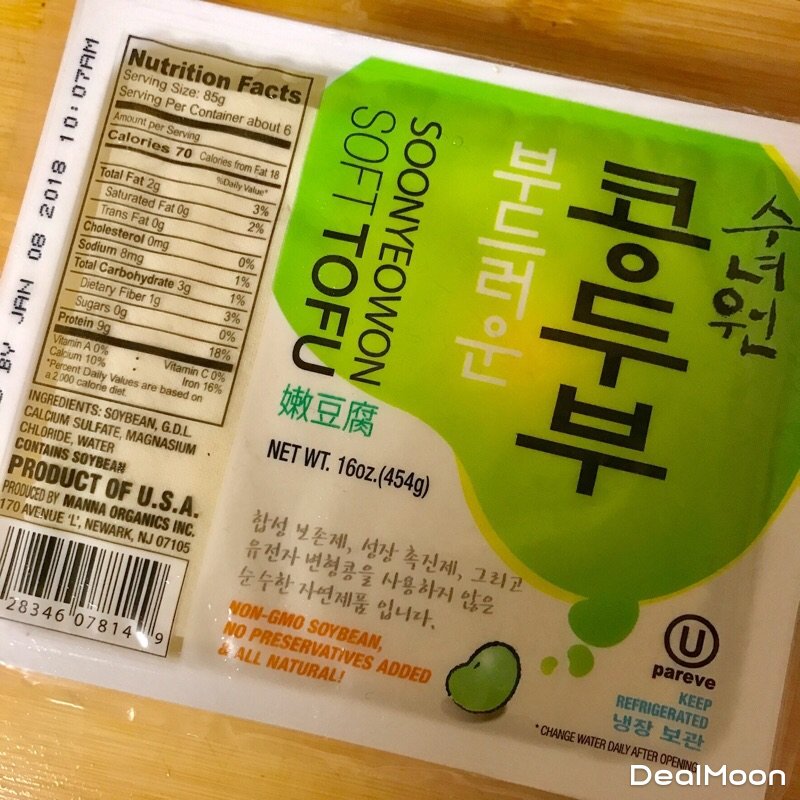 BY JAN 08 2018 10:07AM
Nutrition Facts
Serving Size: 85g
Serving Per Container about 6
Amount per Serving
Calories 70 Calories from Fat 18
%Daily Value*
Total Fat 2g 3%
Saturated Fat 0g 2%
Trans Fat 0g
Cholesterol 0mg 0%
Sodium 8mg 1%
Total Carbohydrate 3g 1%
Dietary Fiber 1g 3%
Sugars 0g 0%
Protein 9g 18%
Vitamin A 0% • Vitamin C 0%
Calcium 10% • Iron 16%
*Percent Daily Values are based on
a 2,000 calorie diet.
INGREDIENTS: SOYBEAN, G.D.L.
CALCIUM SULFATE, MAGNASIUM
CHLORIDE, WATER
CONTAINS SOYBEAN
PRODUCT OF U.S.A.
PRODUCED BY MANNA ORGANICS INC.
170 AVENUE 'L', NEWARK, NJ 07105
28346 07814 9
SOONYEOWON
SOFT TOFU
嫩豆腐
수녀원
콩두부
부드러운
NET WT. 16oz.(454g)
합성 보존제, 성장 촉진제, 그리고
유전자 변형콩을 사용하지 않은
순수한 자연제품 입니다.
NON-GMO SOYBEAN,
NO PRESERVATIVES ADDED
& ALL NATURAL!
U
pareve
KEEP
REFRIGERATED
냉장 보관
* CHANGE WATER DAILY AFTER OPENING
DealMoon